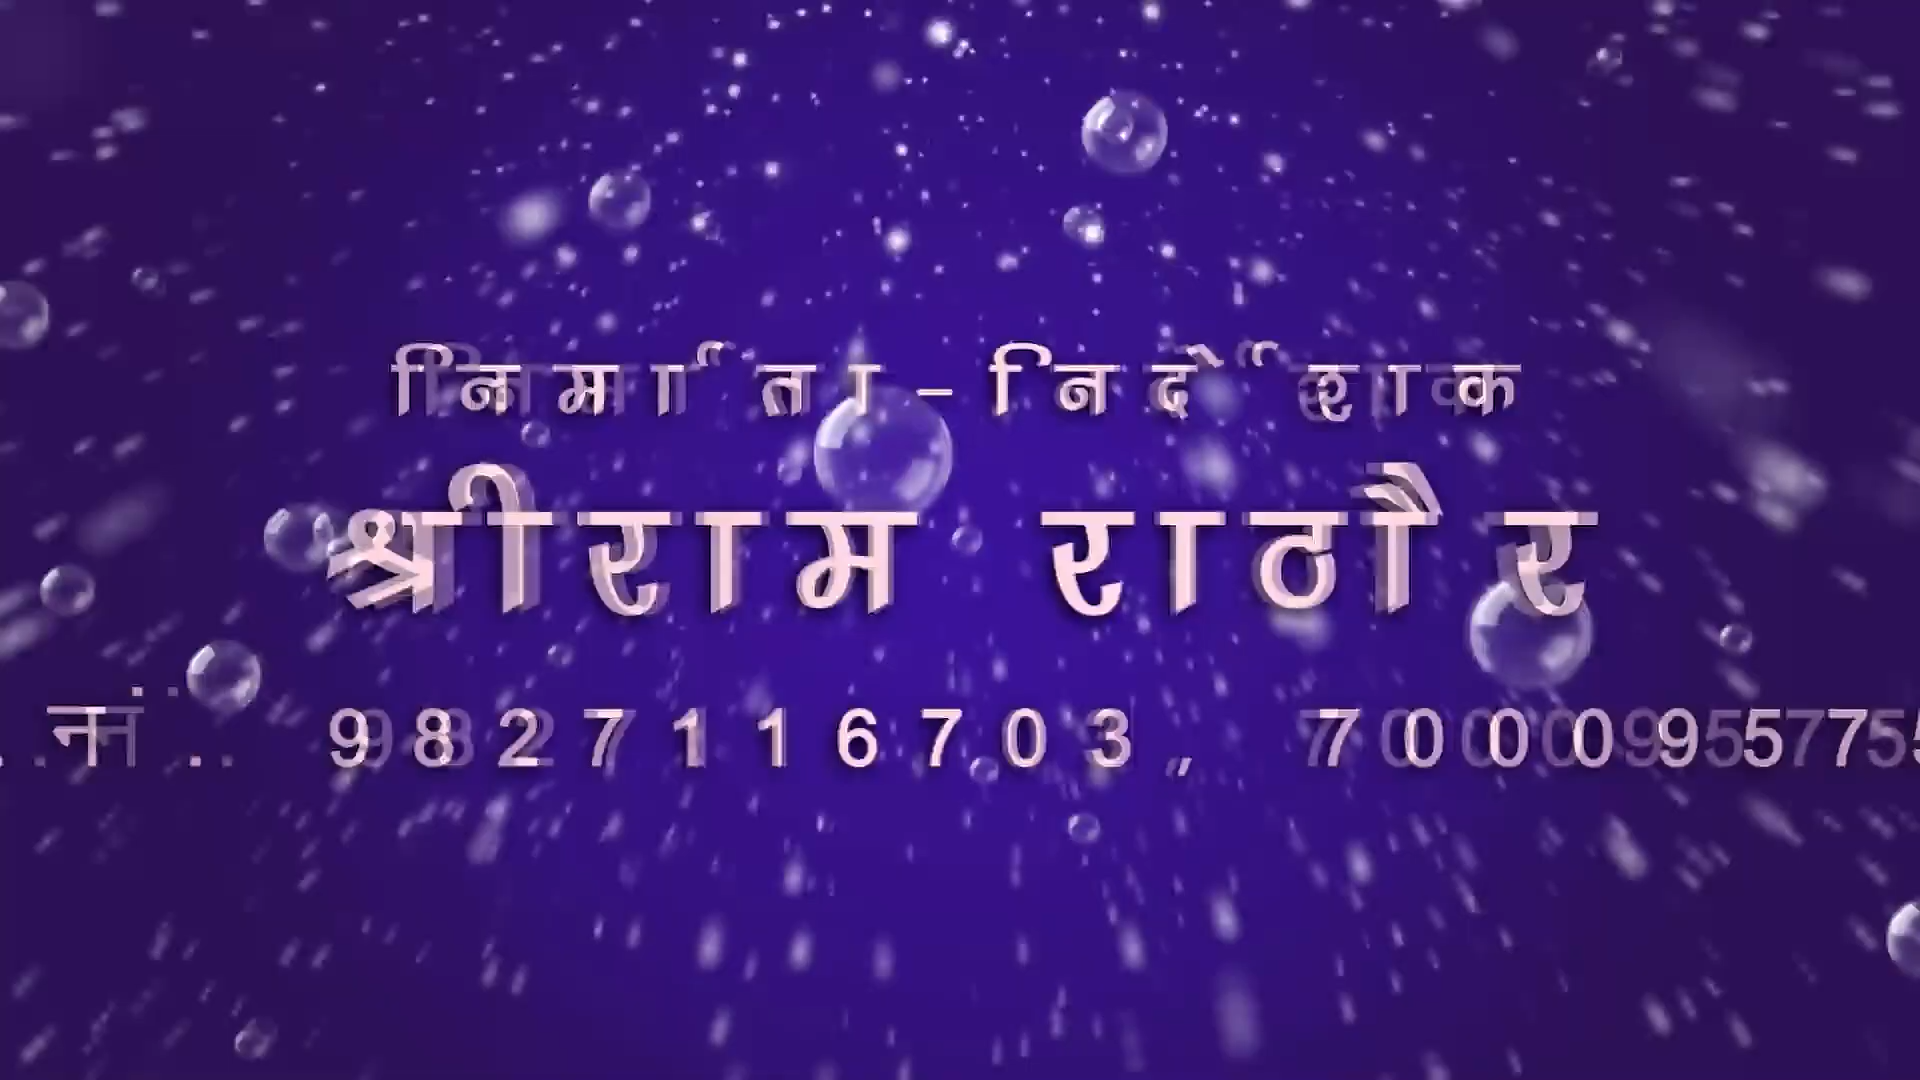 निर्माता – निर्देशक
श्रीराम राठौर
नं .. 9827116703,